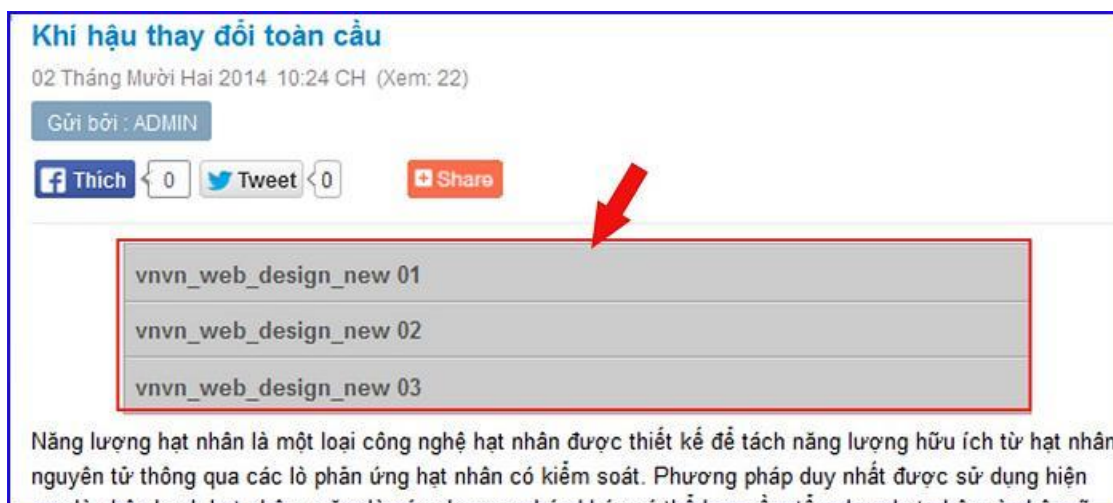 Khí hậu thay đổi toàn cầu
02 Tháng Mười Hai 2014 10:24 CH (Xem: 22)
Gửi bởi : ADMIN
Thích 0 Tweet 0 Share
vnvn_web_design_new 01
vnvn_web_design_new 02
vnvn_web_design_new 03
Năng lượng hạt nhân là một loại công nghệ hạt nhân được thiết kế để tách năng lượng hữu ích từ hạt nhân
nguyên tử thông qua các lò phản ứng hạt nhân có kiểm soát. Phương pháp duy nhất được sử dụng hiện